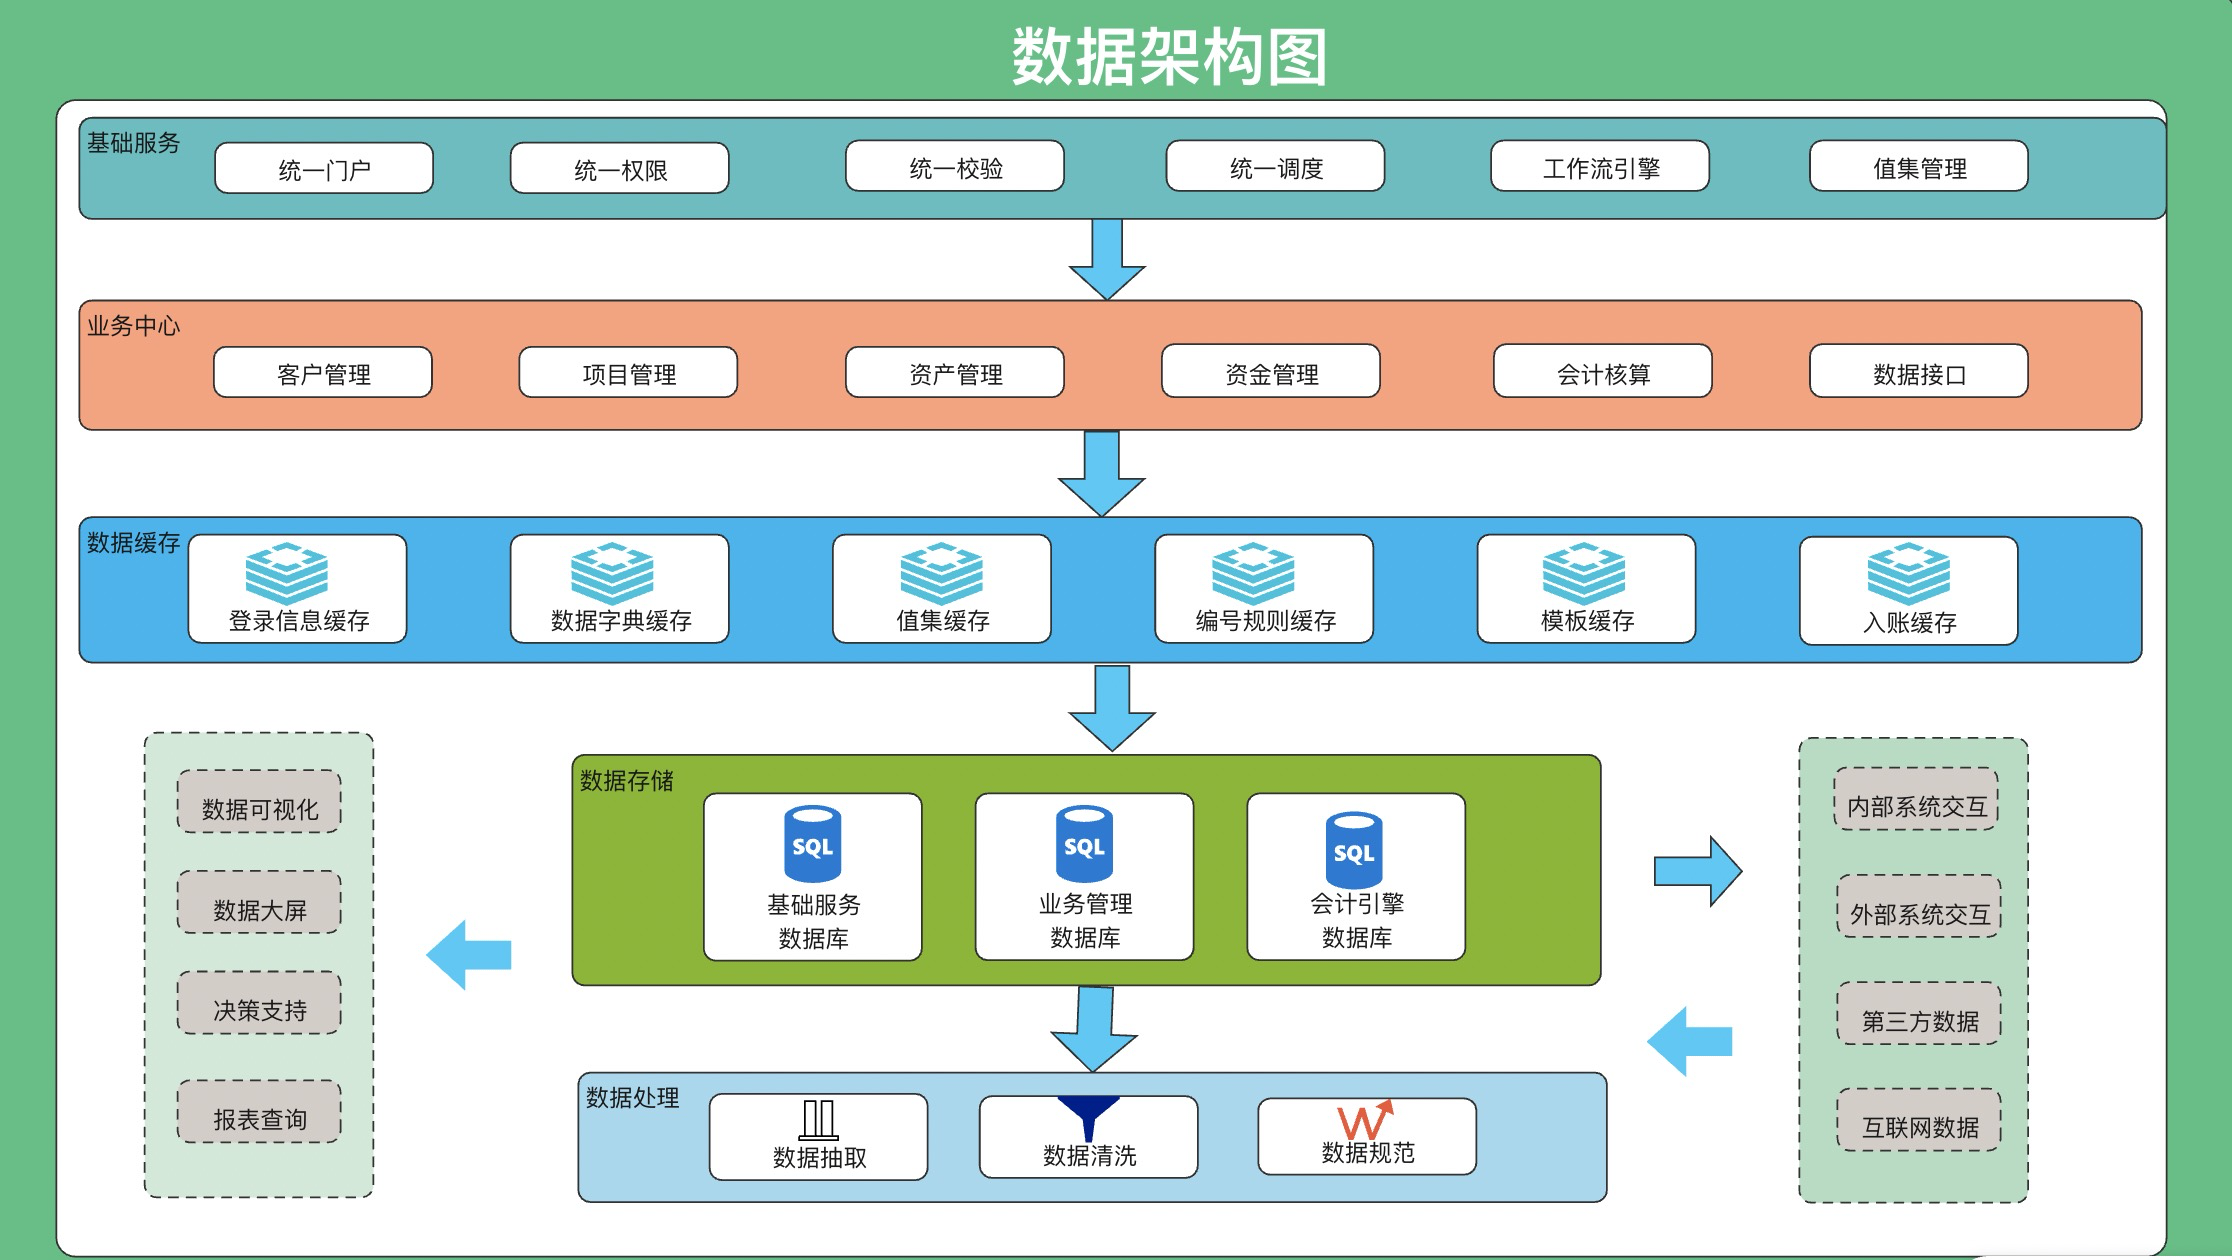 数据架构图
基础服务
统一门户
统一权限
统一校验
统一调度
工作流引擎
值集管理
业务中心
客户管理
项目管理
资产管理
资金管理
会计核算
数据接口
数据缓存
登录信息缓存
数据字典缓存
值集缓存
编号规则缓存
模板缓存
入账缓存
数据可视化
数据大屏
决策支持
报表查询
数据存储
SQL
基础服务
数据库
SQL
业务管理
数据库
SQL
会计引擎
数据库
数据处理
数据抽取
数据清洗
数据规范
内部系统交互
外部系统交互
第三方数据
互联网数据